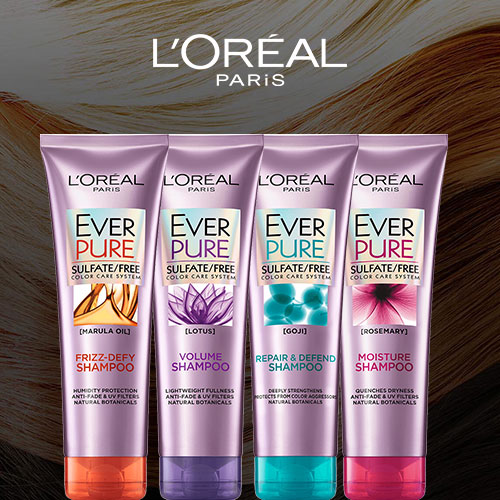 L'ORÉAL
PARIS
L'ORÉAL
PARIS
EVER
PURE
SULFATE/FREE
COLOR CARE SYSTEM
[MARULA OIL]
FRIZZ-DEFY
SHAMPOO
HUMIDITY PROTECTION
ANTI-FADE & UV FILTERS
NATURAL BOTANICALS
L'ORÉAL
PARIS
EVER
PURE
SULFATE/FREE
COLOR CARE SYSTEM
[LOTUS]
VOLUME
SHAMPOO
LIGHTWEIGHT FULLNESS
ANTI-FADE & UV FILTERS
NATURAL BOTANICALS
L'ORÉAL
PARIS
EVER
PURE
SULFATE/FREE
COLOR CARE SYSTEM
[GOJI]
REPAIR & DEFEND
SHAMPOO
DEEPLY STRENGTHENS
PROTECTS FROM COLOR AGGRESSORS
NATURAL BOTANICALS
L'ORÉAL
PARIS
EVER
PURE
SULFATE/FREE
COLOR CARE SYSTEM
[ROSEMARY]
MOISTURE
SHAMPOO
QUENCHES DRYNESS
ANTI-FADE & UV FILTERS
NATURAL BOTANICALS